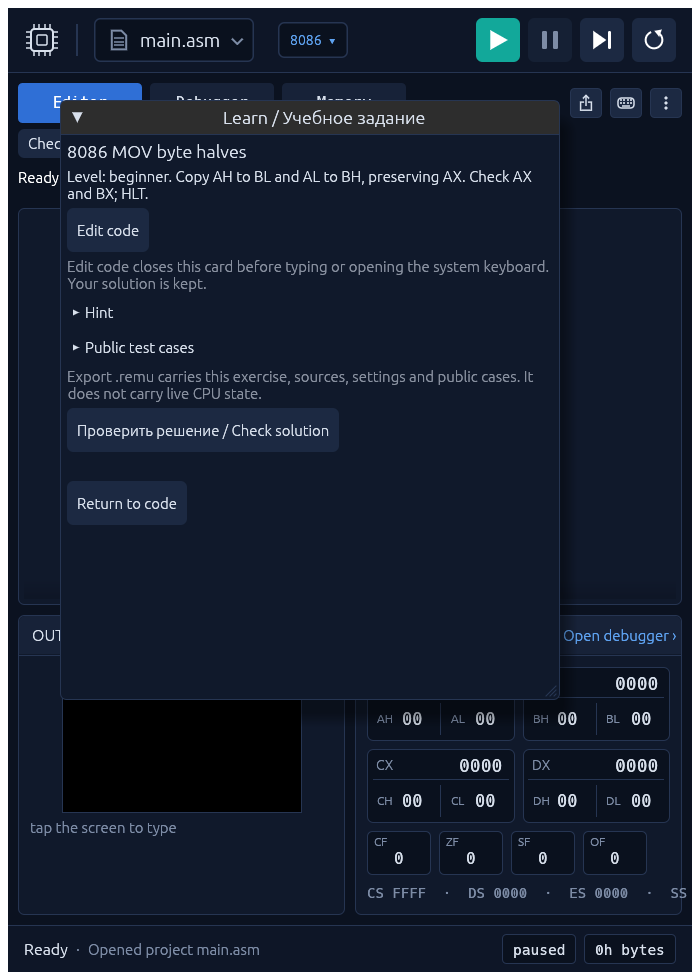 main.asm
8086
Learn / Учебное задание
Chec
8086 MOV byte halves
Ready
Level: beginner. Copy AH to BL and AL to BH, preserving AX. Check AX
and BX; HLT.
Edit code
Edit code closes this card before typing or opening the system keyboard.
Your solution is kept.
Hint
Public test cases
Export .remu carries this exercise, sources, settings and public cases. It
does not carry live CPU state.
Проверить решение / Check solution
Return to code
OUT
Open debugger ›
0000
AH 00 AL 00 BH 00 BL 00
CX 0000 DX 0000
CH 00 CL 00 DH 00 DL 00
tap the screen to type
CF ZF SF OF
0 0 0 0
CS FFFF · DS 0000 · ES 0000 · SS
Ready · Opened project main.asm
paused
0h bytes